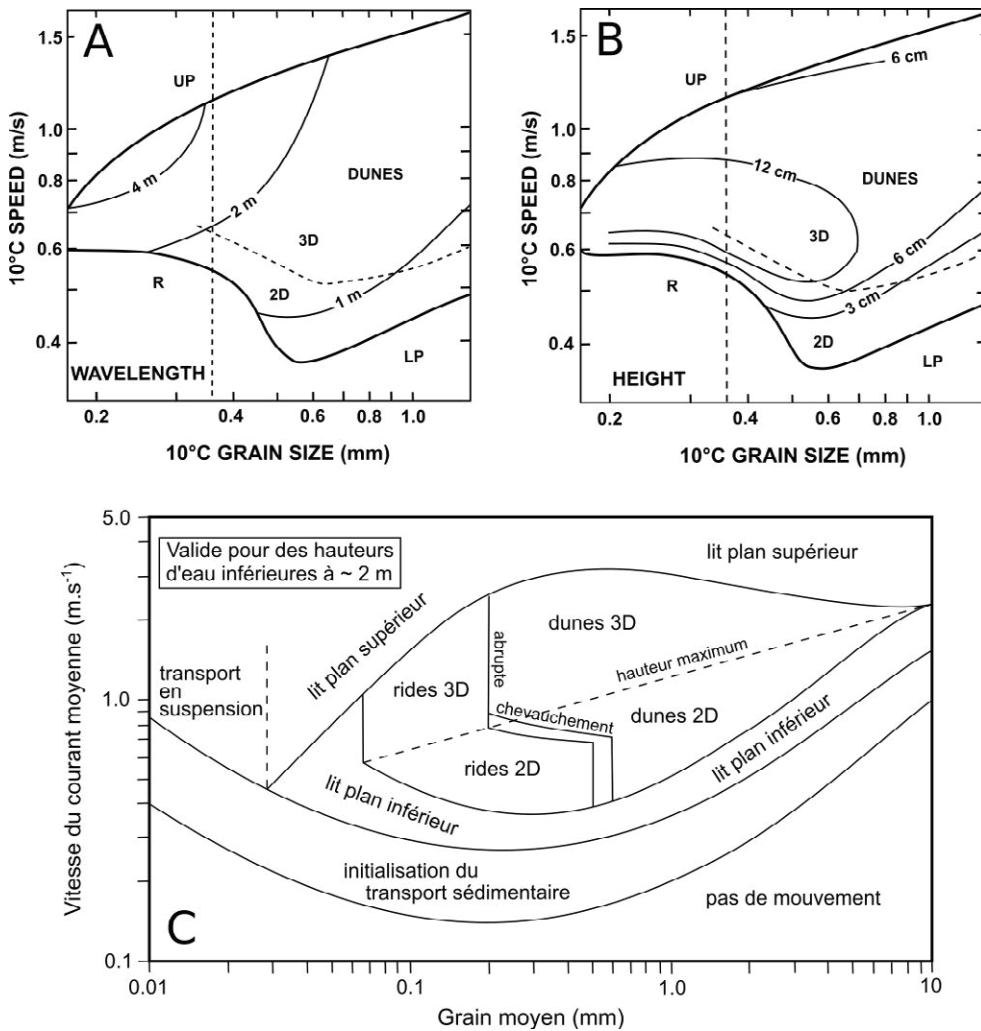 A
1.5
1.0
0.8
0.6
0.4
10°C SPEED (m/s)
UP
4 m
2 m
DUNES
3D
R
2D
1 m
LP
WAVELENGTH
0.2
0.4
0.6
1.0
10°C GRAIN SIZE (mm)
B
1.5
1.0
0.8
0.6
0.4
10°C SPEED (m/s)
UP
6 cm
12 cm
DUNES
3D
6 cm
R
3 cm
2D
LP
HEIGHT
0.2
0.4
0.6
0.8
1.0
10°C GRAIN SIZE (mm)
5.0
1.0
0.1
Vitesse du courant moyenne (m.s-1)
Valide pour des hauteurs
d'eau inférieures à ~ 2 m
lit plan supérieur
lit plan supérieur
dunes 3D
abrupte
hauteur maximum
transport
en
suspension
rides 3D
chevauchement
dunes 2D
rides 2D
lit plan inférieur
lit plan inférieur
initialisation du
transport sédimentaire
pas de mouvement
C
0.01
0.1
1.0
10
Grain moyen (mm)